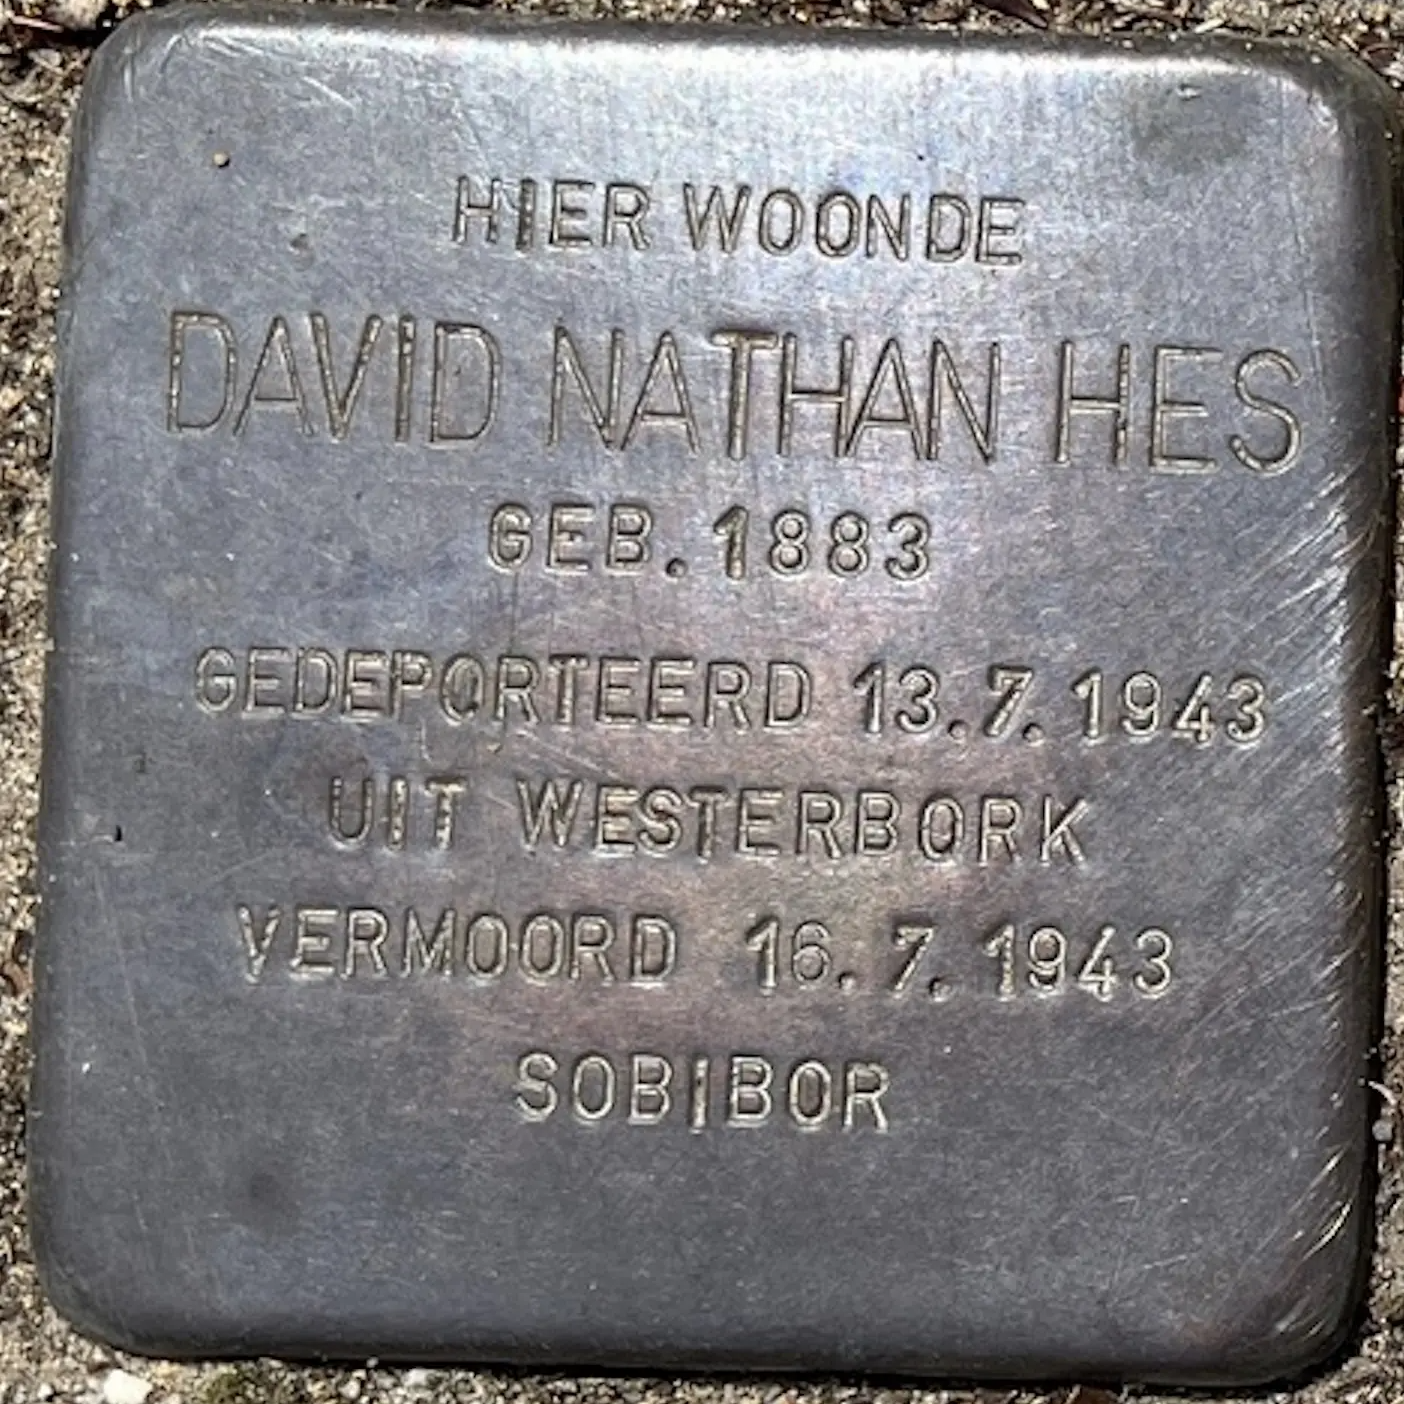 HIER WOONDE
DAVID NATHAN HES
GEB. 1883
GEDEPORTEERD 13.7.1943
UIT WESTERBORK
VERMOORD 16.7.1943
SOBIBOR